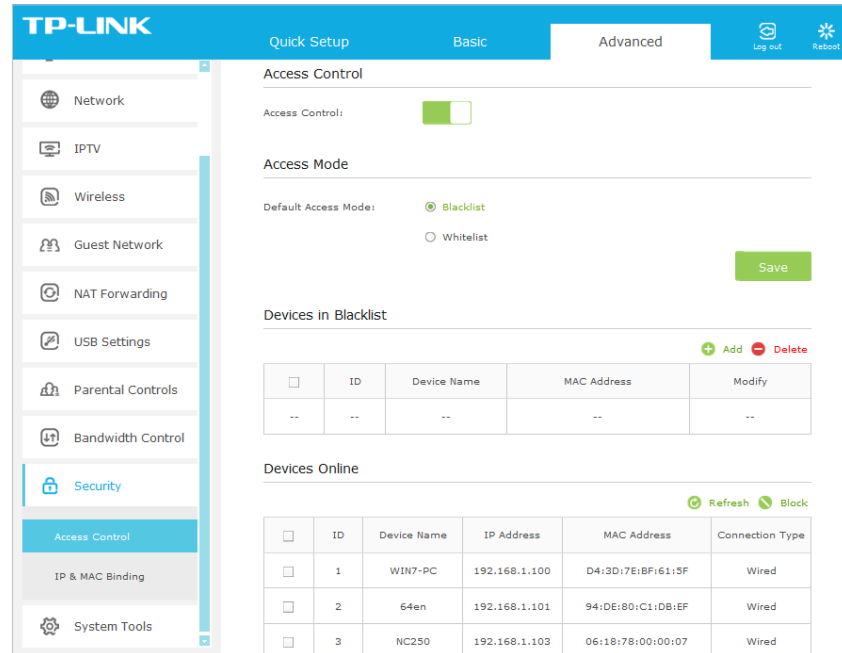 TP-LINK
Quick Setup Basic Advanced Log out Reboot
Network
IPTV
Wireless
Guest Network
NAT Forwarding
USB Settings
Parental Controls
Bandwidth Control
Security
Access Control
IP & MAC Binding
System Tools
Access Control
Access Control:
Access Mode
Default Access Mode: Blacklist
Whitelist
Save
Devices in Blacklist
Add Delete
ID Device Name MAC Address Modify
-- -- -- -- --
Devices Online
Refresh Block
ID Device Name IP Address MAC Address Connection Type
1 WIN7-PC 192.168.1.100 D4:3D:7E:BF:61:5F Wired
2 64en 192.168.1.101 94:DE:80:C1:DB:EF Wired
3 NC250 192.168.1.103 06:18:78:00:00:07 Wired